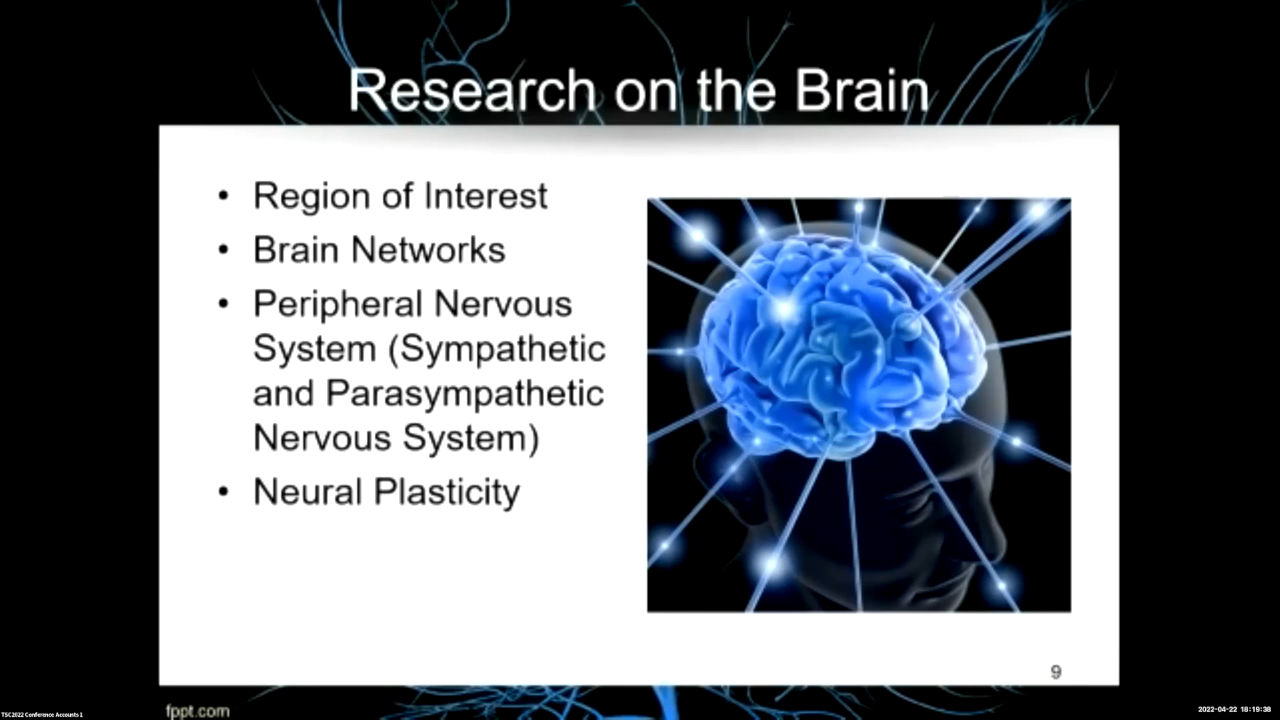 Research on the Brain
• Region of Interest
• Brain Networks
• Peripheral Nervous
System (Sympathetic
and Parasympathetic
Nervous System)
• Neural Plasticity
9
fppt.com
TSC2022 Conference Accounts 1
2022-04-22 18:19:38